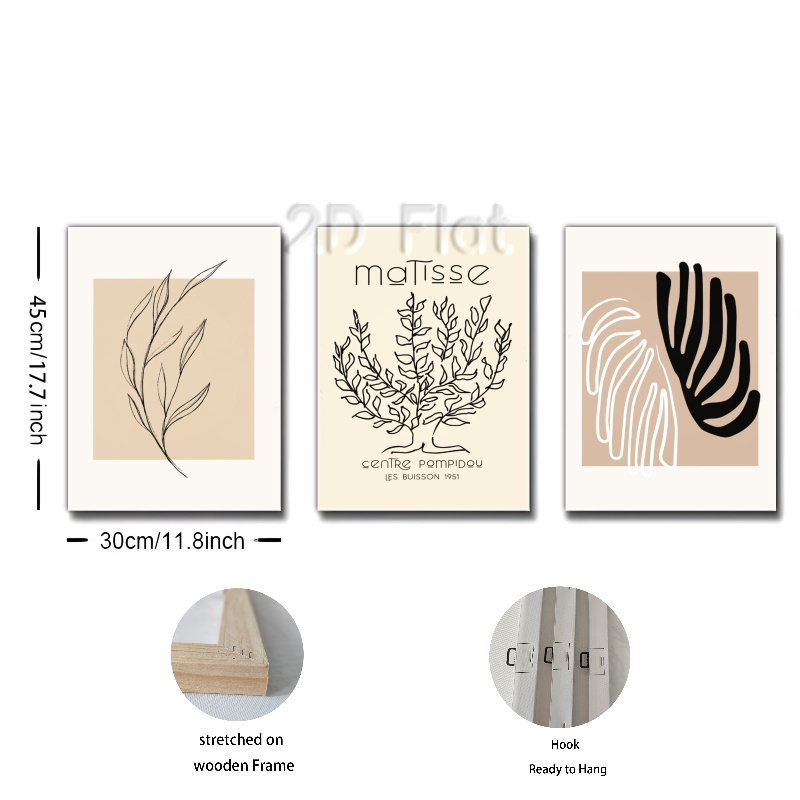 2D Flat
maTisse
45cm/17.7inch
cenTRe POMPIDOU
LES BUISSON 1951
30cm/11.8inch
stretched on
wooden Frame
Hook
Ready to Hang